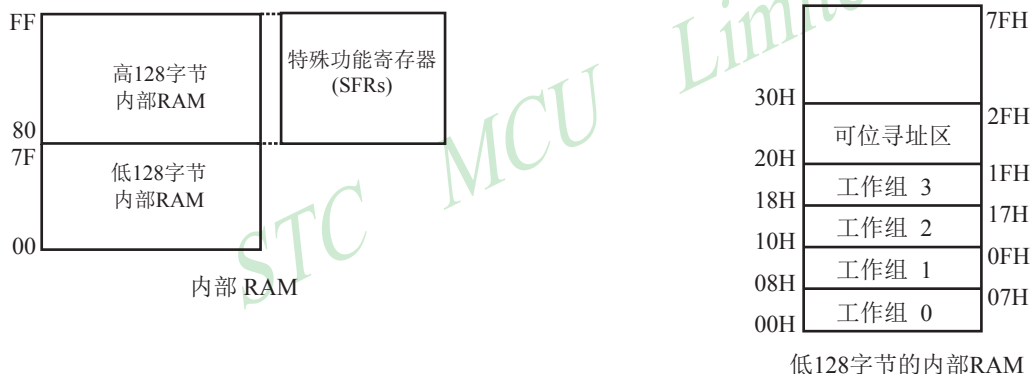 FF
高128字节
内部RAM
80
7F
低128字节
内部RAM
00
特殊功能寄存器
(SFRs)
内部 RAM
STC MCU Limit
7FH
30H
可位寻址区
2FH
20H
工作组 3
1FH
18H
工作组 2
17H
10H
工作组 1
0FH
08H
工作组 0
07H
00H
低128字节的内部RAM